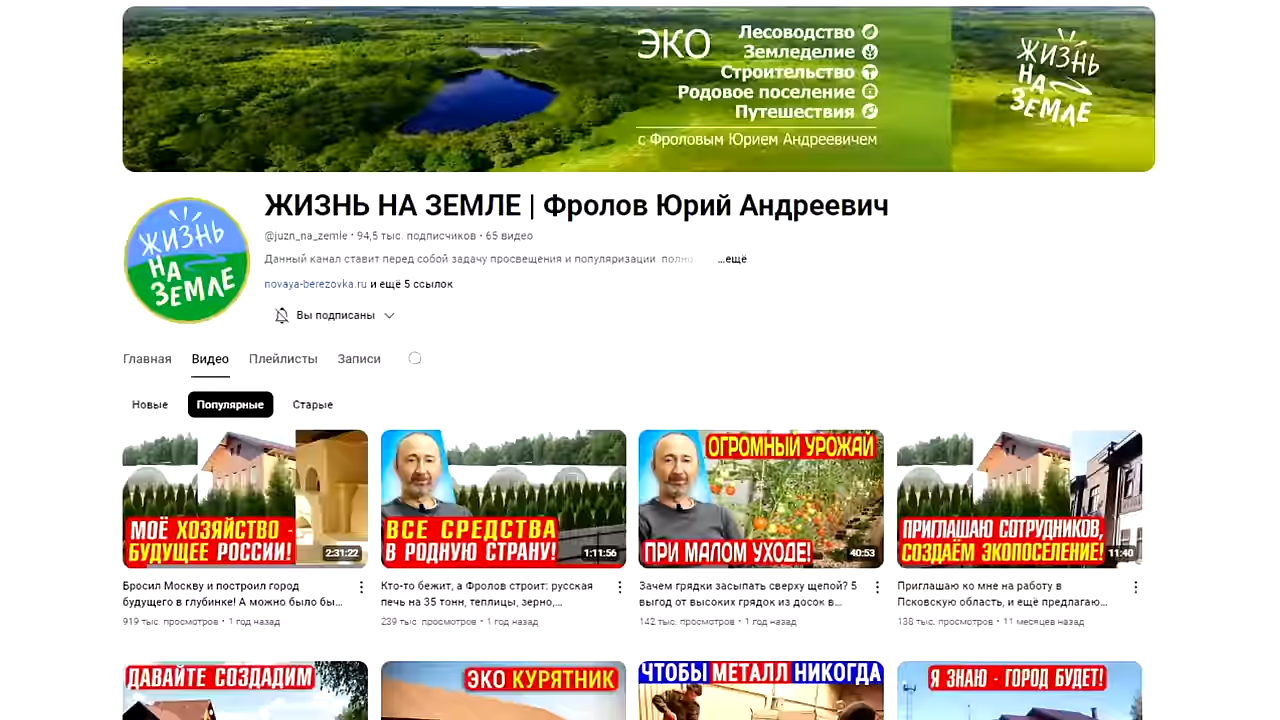 ЭКО
Лесоводство
Земледелие
Строительство
Родовое поселение
Путешествия
с Фроловым Юрием Андреевичем
ЖИЗНЬ
НА
ЗЕМЛЕ
ЖИЗНЬ
НА
ЗЕМЛЕ
ЖИЗНЬ НА ЗЕМЛЕ | Фролов Юрий Андреевич
@juzn_na_zemle • 94,5 тыс. подписчиков • 65 видео
Данный канал ставит перед собой задачу просвещения и популяризации полно ...ещё
novaya-berezovka.ru и ещё 5 ссылок
Вы подписаны
Главная Видео Плейлисты Записи
Новые Популярные Старые
МОЁ ХОЗЯЙСТВО -
БУДУЩЕЕ РОССИИ!
2:31:22
ВСЕ СРЕДСТВА
В РОДНУЮ СТРАНУ!
1:11:56
ОГРОМНЫЙ УРОЖАЙ
ПРИ МАЛОМ УХОДЕ!
40:53
ПРИГЛАШАЮ СОТРУДНИКОВ,
СОЗДАЁМ ЭКОПОСЕЛЕНИЕ!
11:40
Бросил Москву и построил город
будущего в глубинке! А можно было бы...
919 тыс. просмотров • 1 год назад
Кто-то бежит, а Фролов строит: русская
печь на 35 тонн, теплицы, зерно,...
239 тыс. просмотров • 1 год назад
Зачем грядки засыпать сверху щепой? 5
выгод от высоких грядок из досок в...
142 тыс. просмотров • 1 год назад
Приглашаю ко мне на работу в
Псковскую область, и ещё предлагаю...
138 тыс. просмотров • 11 месяцев назад
ДАВАЙТЕ СОЗДАДИМ
ЭКО КУРЯТНИК
ЧТОБЫ МЕТАЛЛ НИКОГДА
Я ЗНАЮ - ГОРОД БУДЕТ!